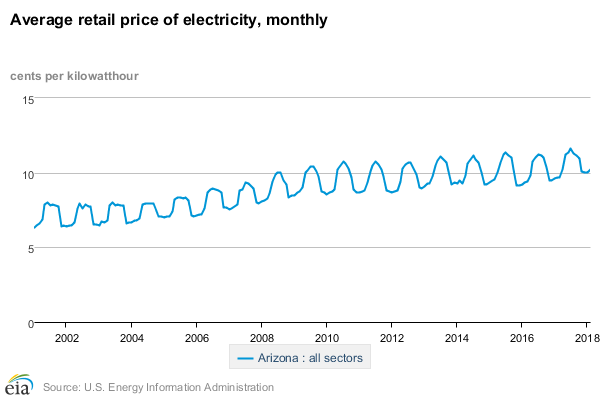 Average retail price of electricity, monthly
cents per kilowatthour
15
10
5
0
2002 2004 2006 2008 2010 2012 2014 2016 2018
Arizona : all sectors
eia Source: U.S. Energy Information Administration